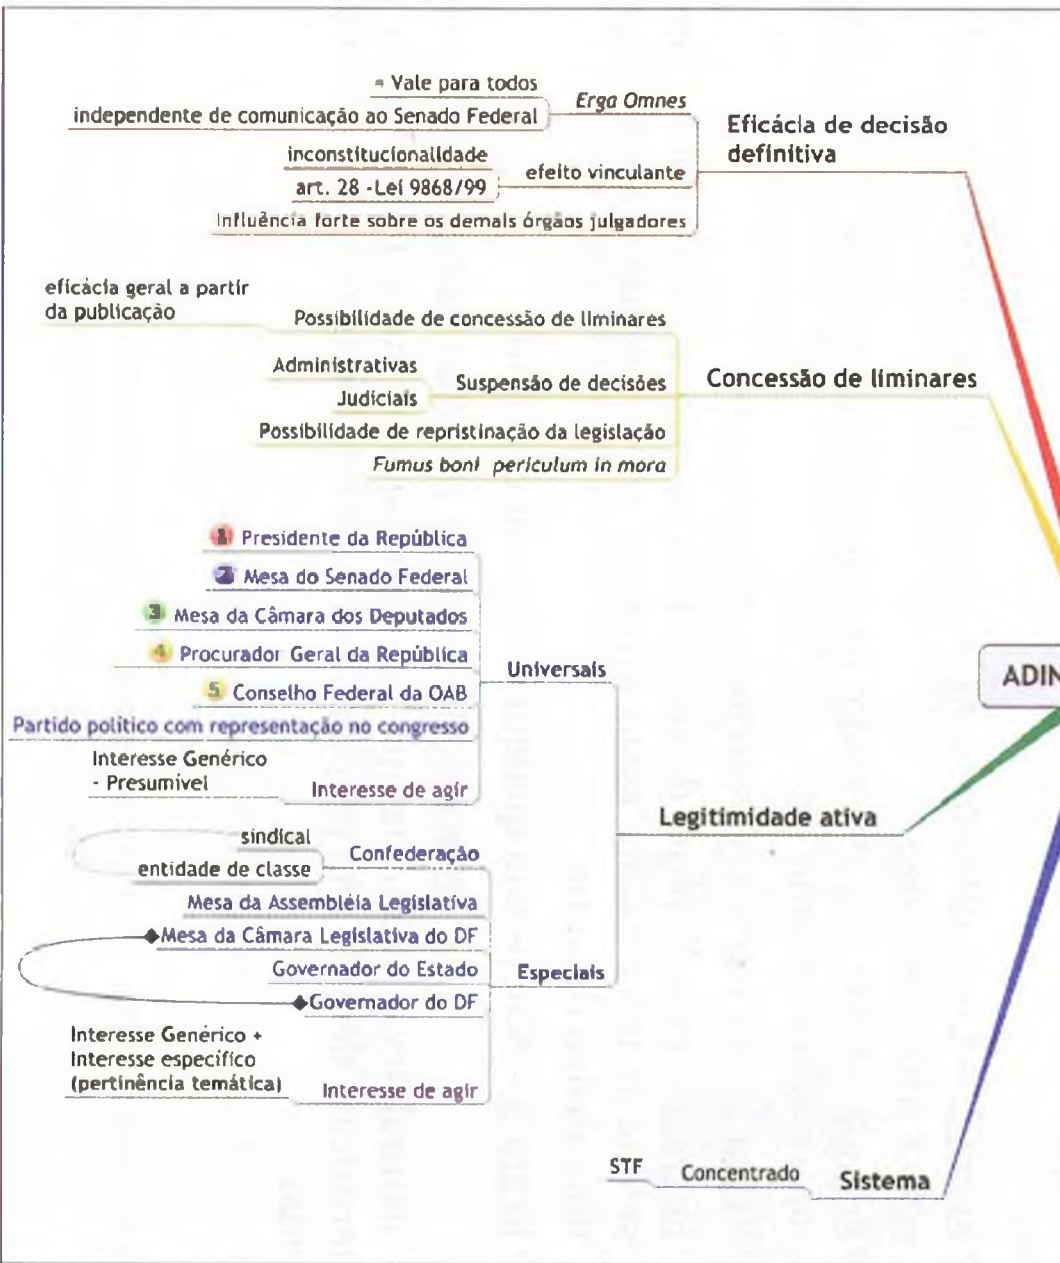 = Vale para todos
independente de comunicação ao Senado Federal
Erga Omnes
inconstitucionalidade
art. 28 -Lei 9868/99
efeito vinculante
Influência forte sobre os demais órgãos julgadores
Eficácia de decisão
definitiva
eficácia geral a partir
da publicação
Possibilidade de concessão de liminares
Administrativas
Judiciais
Suspensão de decisões
Possibilidade de repristinação da legislação
Fumus boni periculum in mora
Concessão de liminares
1 Presidente da República
2 Mesa do Senado Federal
3 Mesa da Câmara dos Deputados
4 Procurador Geral da República
5 Conselho Federal da OAB
Partido político com representação no congresso
Interesse Genérico
- Presumível
Interesse de agir
Universais
sindical
entidade de classe
Confederação
Mesa da Assembléia Legislativa
Mesa da Câmara Legislativa do DF
Governador do Estado
Governador do DF
Interesse Genérico +
Interesse específico
(pertinência temática)
Interesse de agir
Especiais
Legitimidade ativa
ADIN
STF
Concentrado
Sistema